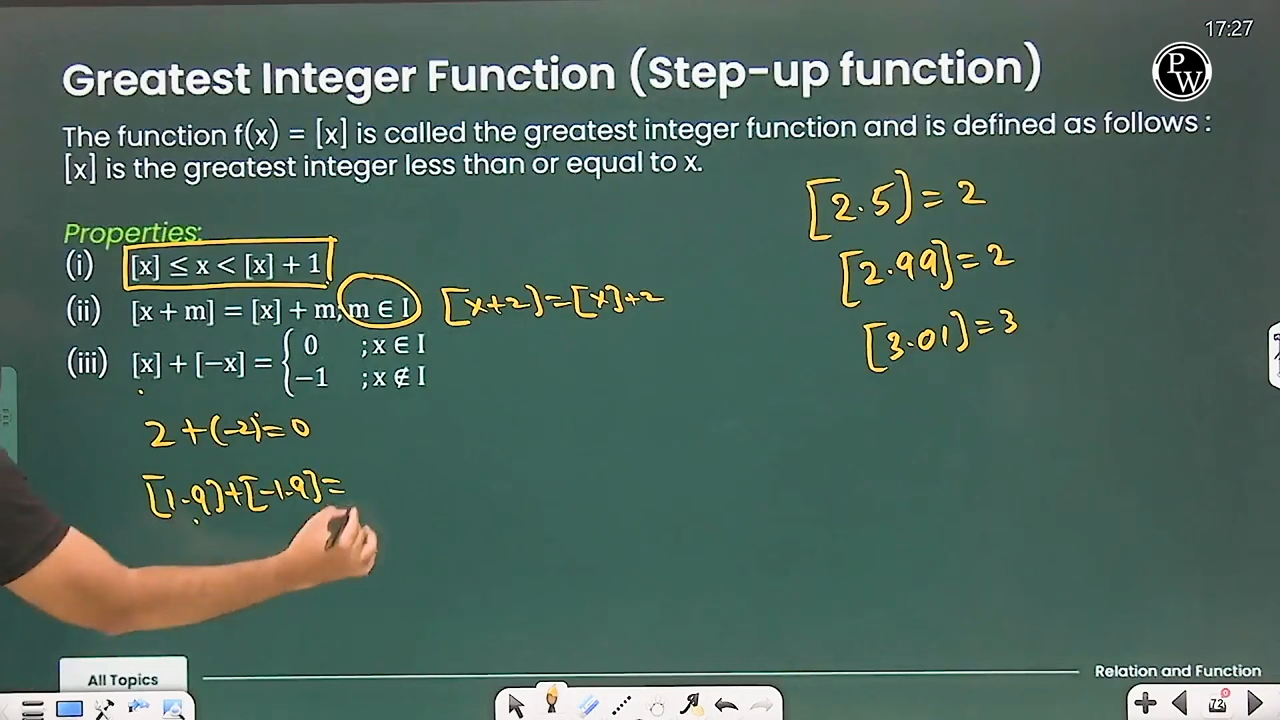 17:27
PW
Greatest Integer Function (Step-up function)
The function f(x) = [x] is called the greatest integer function and is defined as follows :
[x] is the greatest integer less than or equal to x.
[2.5] = 2
Properties:
(i) [x] ≤ x < [x] + 1
[2.99] = 2
(ii) [x + m] = [x] + m; m ∈ I
[x+2] = [x]+2
[3.01] = 3
(iii) [x] + [−x] = { 0 ; x ∈ I
−1 ; x ∉ I
2 + (-2) = 0
[1.9] + [-1.9] =
All Topics
Relation and Function
72